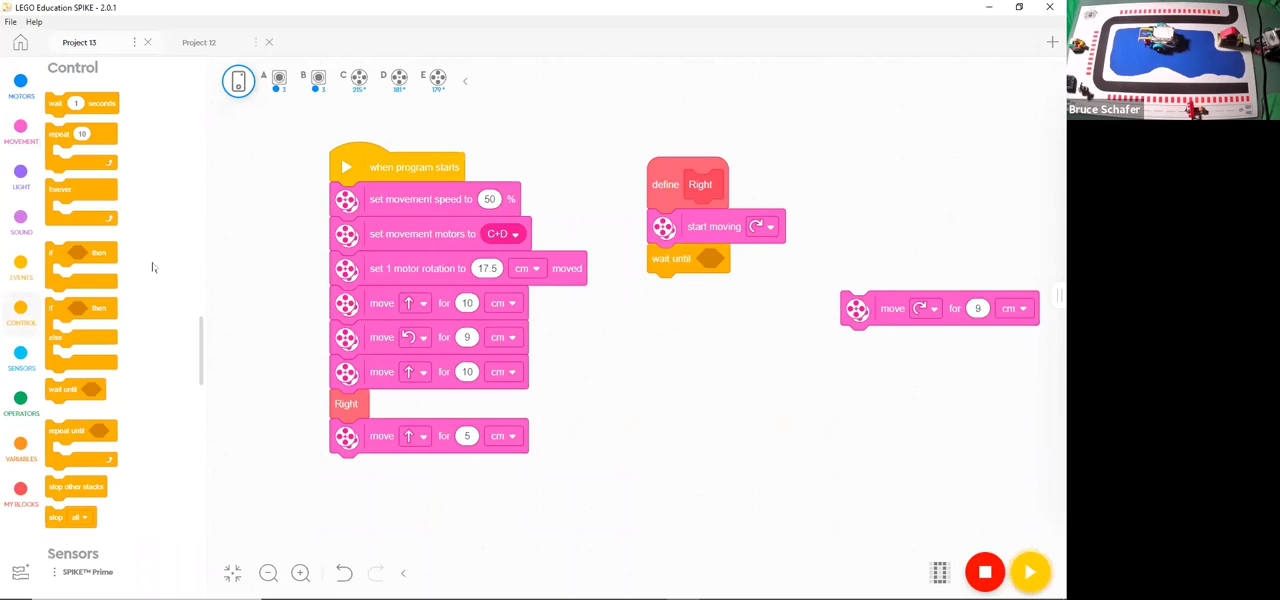 LEGO Education SPIKE - 2.0.1
File Help
Project 13
Project 12
Control
A B C D E
3 3 215° 181° 179°
MOTORS
MOVEMENT
LIGHT
SOUND
EVENTS
CONTROL
SENSORS
OPERATORS
VARIABLES
MY BLOCKS
wait 1 seconds
repeat 10
forever
if then
if then
else
wait until
repeat until
stop other stacks
stop all
Sensors
SPIKE™ Prime
when program starts
set movement speed to 50 %
set movement motors to C+D
set 1 motor rotation to 17.5 cm moved
move for 10 cm
move for 9 cm
move for 10 cm
Right
move for 5 cm
define Right
start moving
wait until
move for 9 cm
Bruce Schafer